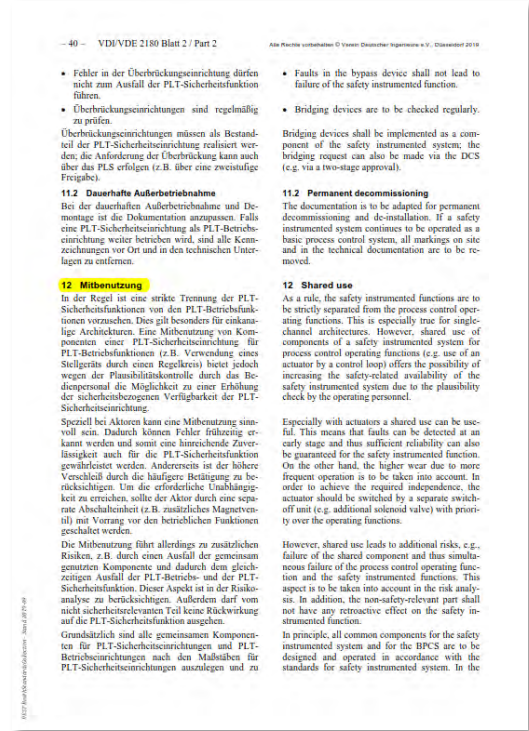 – 40 –    VDI/VDE 2180 Blatt 2 / Part 2
Alle Rechte vorbehalten © Verein Deutscher Ingenieure e.V., Düsseldorf 2018
• Fehler in der Überbrückungseinrichtung dürfen
nicht zum Ausfall der PLT-Sicherheitsfunktion
führen.
• Überbrückungseinrichtungen sind regelmäßig
zu prüfen.
Überbrückungseinrichtungen müssen als Bestand-
teil der PLT-Sicherheitseinrichtung realisiert wer-
den; die Anforderung der Überbrückung kann auch
über das PLS erfolgen (z.B. über eine zweistufige
Freigabe).
11.2 Dauerhafte Außerbetriebnahme
Bei der dauerhaften Außerbetriebnahme und De-
montage ist die Dokumentation anzupassen. Falls
eine PLT-Sicherheitseinrichtung als PLT-Betriebs-
einrichtung weiter betrieben wird, sind alle Kenn-
zeichnungen vor Ort und in den technischen Unter-
lagen zu entfernen.
12 Mitbenutzung
In der Regel ist eine strikte Trennung der PLT-
Sicherheitsfunktionen von den PLT-Betriebsfunk-
tionen vorzusehen. Dies gilt besonders für einkana-
lige Architekturen. Eine Mitbenutzung von Kom-
ponenten einer PLT-Sicherheitseinrichtung für
PLT-Betriebsfunktionen (z.B. Verwendung eines
Stellgeräts durch einen Regelkreis) bietet jedoch
wegen der Plausibilitätskontrolle durch das Be-
dienpersonal die Möglichkeit zu einer Erhöhung
der sicherheitsbezogenen Verfügbarkeit der PLT-
Sicherheitseinrichtung.
Speziell bei Aktoren kann eine Mitbenutzung sinn-
voll sein. Dadurch können Fehler frühzeitig er-
kannt werden und somit eine hinreichende Zuver-
lässigkeit auch für die PLT-Sicherheitsfunktion
gewährleistet werden. Andererseits ist der höhere
Verschleiß durch die häufigere Betätigung zu be-
rücksichtigen. Um die erforderliche Unabhängig-
keit zu erreichen, sollte der Aktor durch eine sepa-
rate Abschalteinheit (z.B. zusätzliches Magnetven-
til) mit Vorrang vor den betrieblichen Funktionen
geschaltet werden.
Die Mitbenutzung führt allerdings zu zusätzlichen
Risiken, z.B. durch einen Ausfall der gemeinsam
genutzten Komponente und dadurch dem gleich-
zeitigen Ausfall der PLT-Betriebs- und der PLT-
Sicherheitsfunktion. Dieser Aspekt ist in der Risiko-
analyse zu berücksichtigen. Außerdem darf vom
nicht sicherheitsrelevanten Teil keine Rückwirkung
auf die PLT-Sicherheitsfunktion ausgehen.
Grundsätzlich sind alle gemeinsamen Komponen-
ten für PLT-Sicherheitseinrichtungen und PLT-
Betriebseinrichtungen nach den Maßstäben für
PLT-Sicherheitseinrichtungen auszulegen und zu
• Faults in the bypass device shall not lead to
failure of the safety instrumented function.
• Bridging devices are to be checked regularly.
Bridging devices shall be implemented as a com-
ponent of the safety instrumented system; the
bridging request can also be made via the DCS
(e.g. via a two-stage approval).
11.2 Permanent decommissioning
The documentation is to be adapted for permanent
decommissioning and de-installation. If a safety
instrumented system continues to be operated as a
basic process control system, all markings on site
and in the technical documentation are to be re-
moved.
12 Shared use
As a rule, the safety instrumented functions are to
be strictly separated from the process control oper-
ating functions. This is especially true for single-
channel architectures. However, shared use of
components of a safety instrumented system for
process control operating functions (e.g. use of an
actuator by a control loop) offers the possibility of
increasing the safety-related availability of the
safety instrumented system due to the plausibility
check by the operating personnel.
Especially with actuators a shared use can be use-
ful. This means that faults can be detected at an
early stage and thus sufficient reliability can also
be guaranteed for the safety instrumented function.
On the other hand, the higher wear due to more
frequent operation is to be taken into account. In
order to achieve the required independence, the
actuator should be switched by a separate switch-
off unit (e.g. additional solenoid valve) with priori-
ty over the operating functions.
However, shared use leads to additional risks, e.g.,
failure of the shared component and thus simulta-
neous failure of the process control operating func-
tion and the safety instrumented functions. This
aspect is to be taken into account in the risk analy-
sis. In addition, the non-safety-relevant part shall
not have any retroactive effect on the safety in-
strumented function.
In principle, all common components for the safety
instrumented system and for the BPCS are to be
designed and operated in accordance with the
standards for safety instrumented system. In the